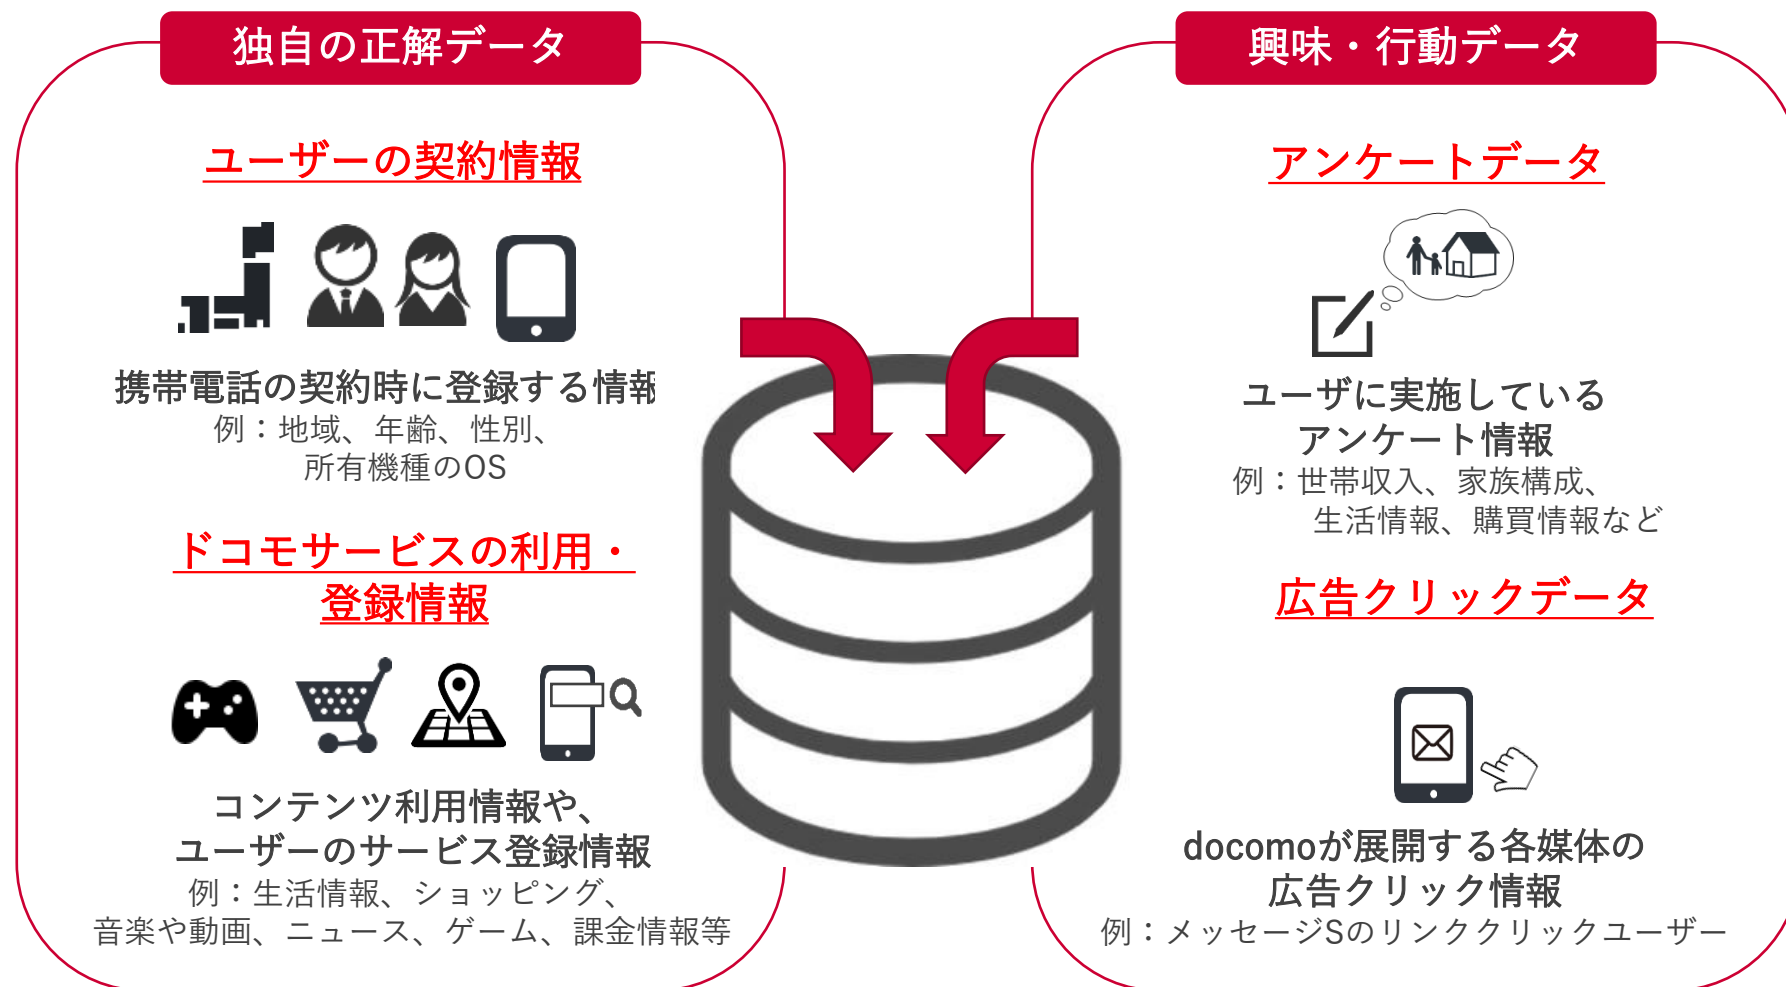 独自の正解データ
ユーザーの契約情報
携帯電話の契約時に登録する情報
例：地域、年齢、性別、
所有機種のOS
ドコモサービスの利用・
登録情報
コンテンツ利用情報や、
ユーザーのサービス登録情報
例：生活情報、ショッピング、
音楽や動画、ニュース、ゲーム、課金情報等
興味・行動データ
アンケートデータ
ユーザに実施している
アンケート情報
例：世帯収入、家族構成、
生活情報、購買情報など
広告クリックデータ
docomoが展開する各媒体の
広告クリック情報
例：メッセージSのリンククリックユーザー